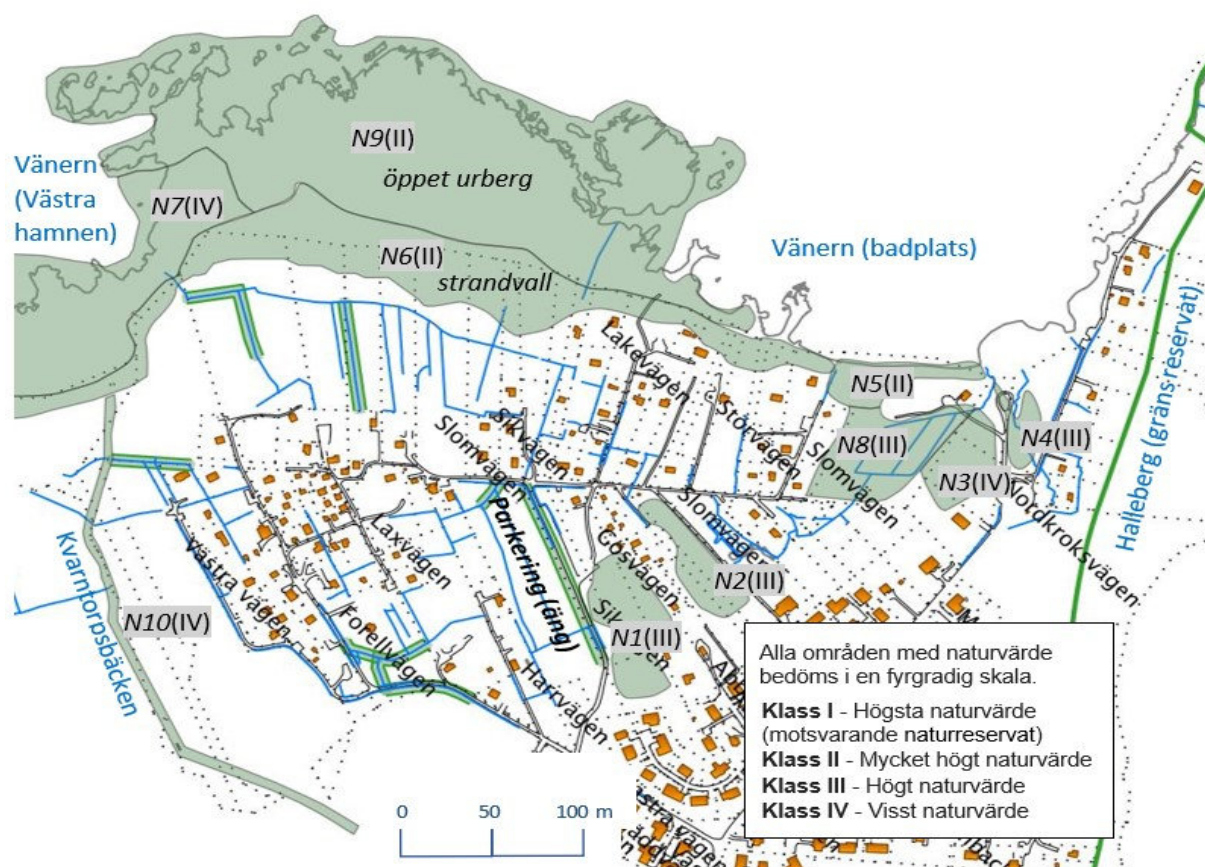 N9(II)
öppet urberg
Vänern
(Västra
hamnen)
N7(IV)
N6(II)
strandvall
Vänern (badplats)
Halleberg (gräns reservat)
Lakevägen
Storvägen
N5(II)
N8(III)
N4(III)
N3(IV)
Slomvägen
Nordkroksvägen
Sikvägen
Slomvägen
Slomvägen
Parkering (äng)
Gösvägen
N2(III)
N1(III)
Laxvägen
Västra vägen
Forellvägen
Harrvägen
N10(IV)
Kvarntorpsbäcken
0 50 100 m
Alla områden med naturvärde
bedöms i en fyrgradig skala.
Klass I - Högsta naturvärde
(motsvarande naturreservat)
Klass II - Mycket högt naturvärde
Klass III - Högt naturvärde
Klass IV - Visst naturvärde